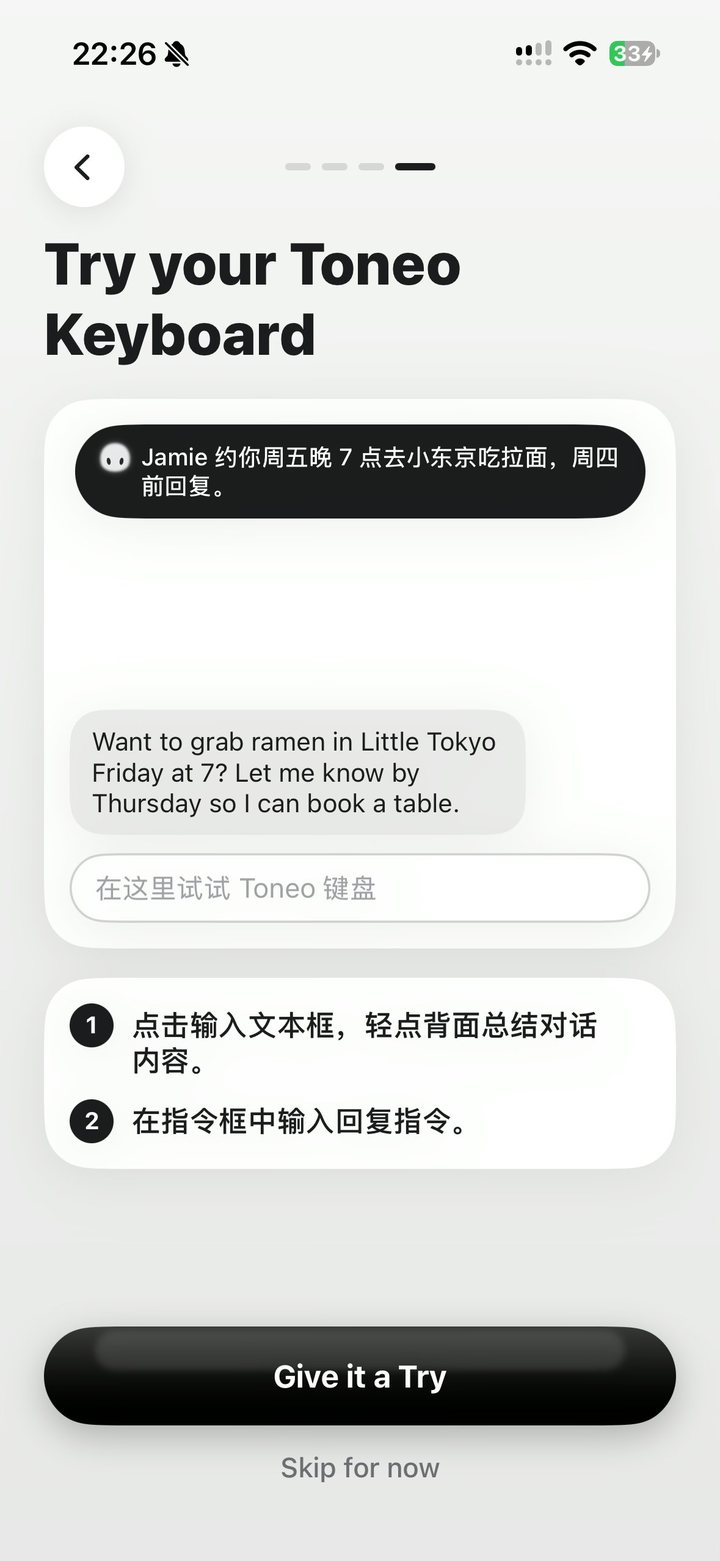 22:26
33
Try your Toneo
Keyboard
Jamie 约你周五晚 7 点去小东京吃拉面，周四
前回复。
Want to grab ramen in Little Tokyo
Friday at 7? Let me know by
Thursday so I can book a table.
在这里试试 Toneo 键盘
1 点击输入文本框，轻点背面总结对话
内容。
2 在指令框中输入回复指令。
Give it a Try
Skip for now